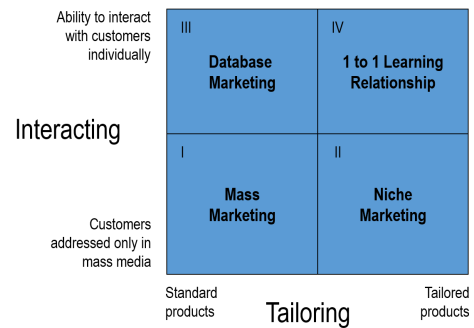 Ability to interact
with customers
individually
III
Database
Marketing
IV
1 to 1 Learning
Relationship
Interacting
I
Mass
Marketing
II
Niche
Marketing
Customers
addressed only in
mass media
Standard
products
Tailoring
Tailored
products